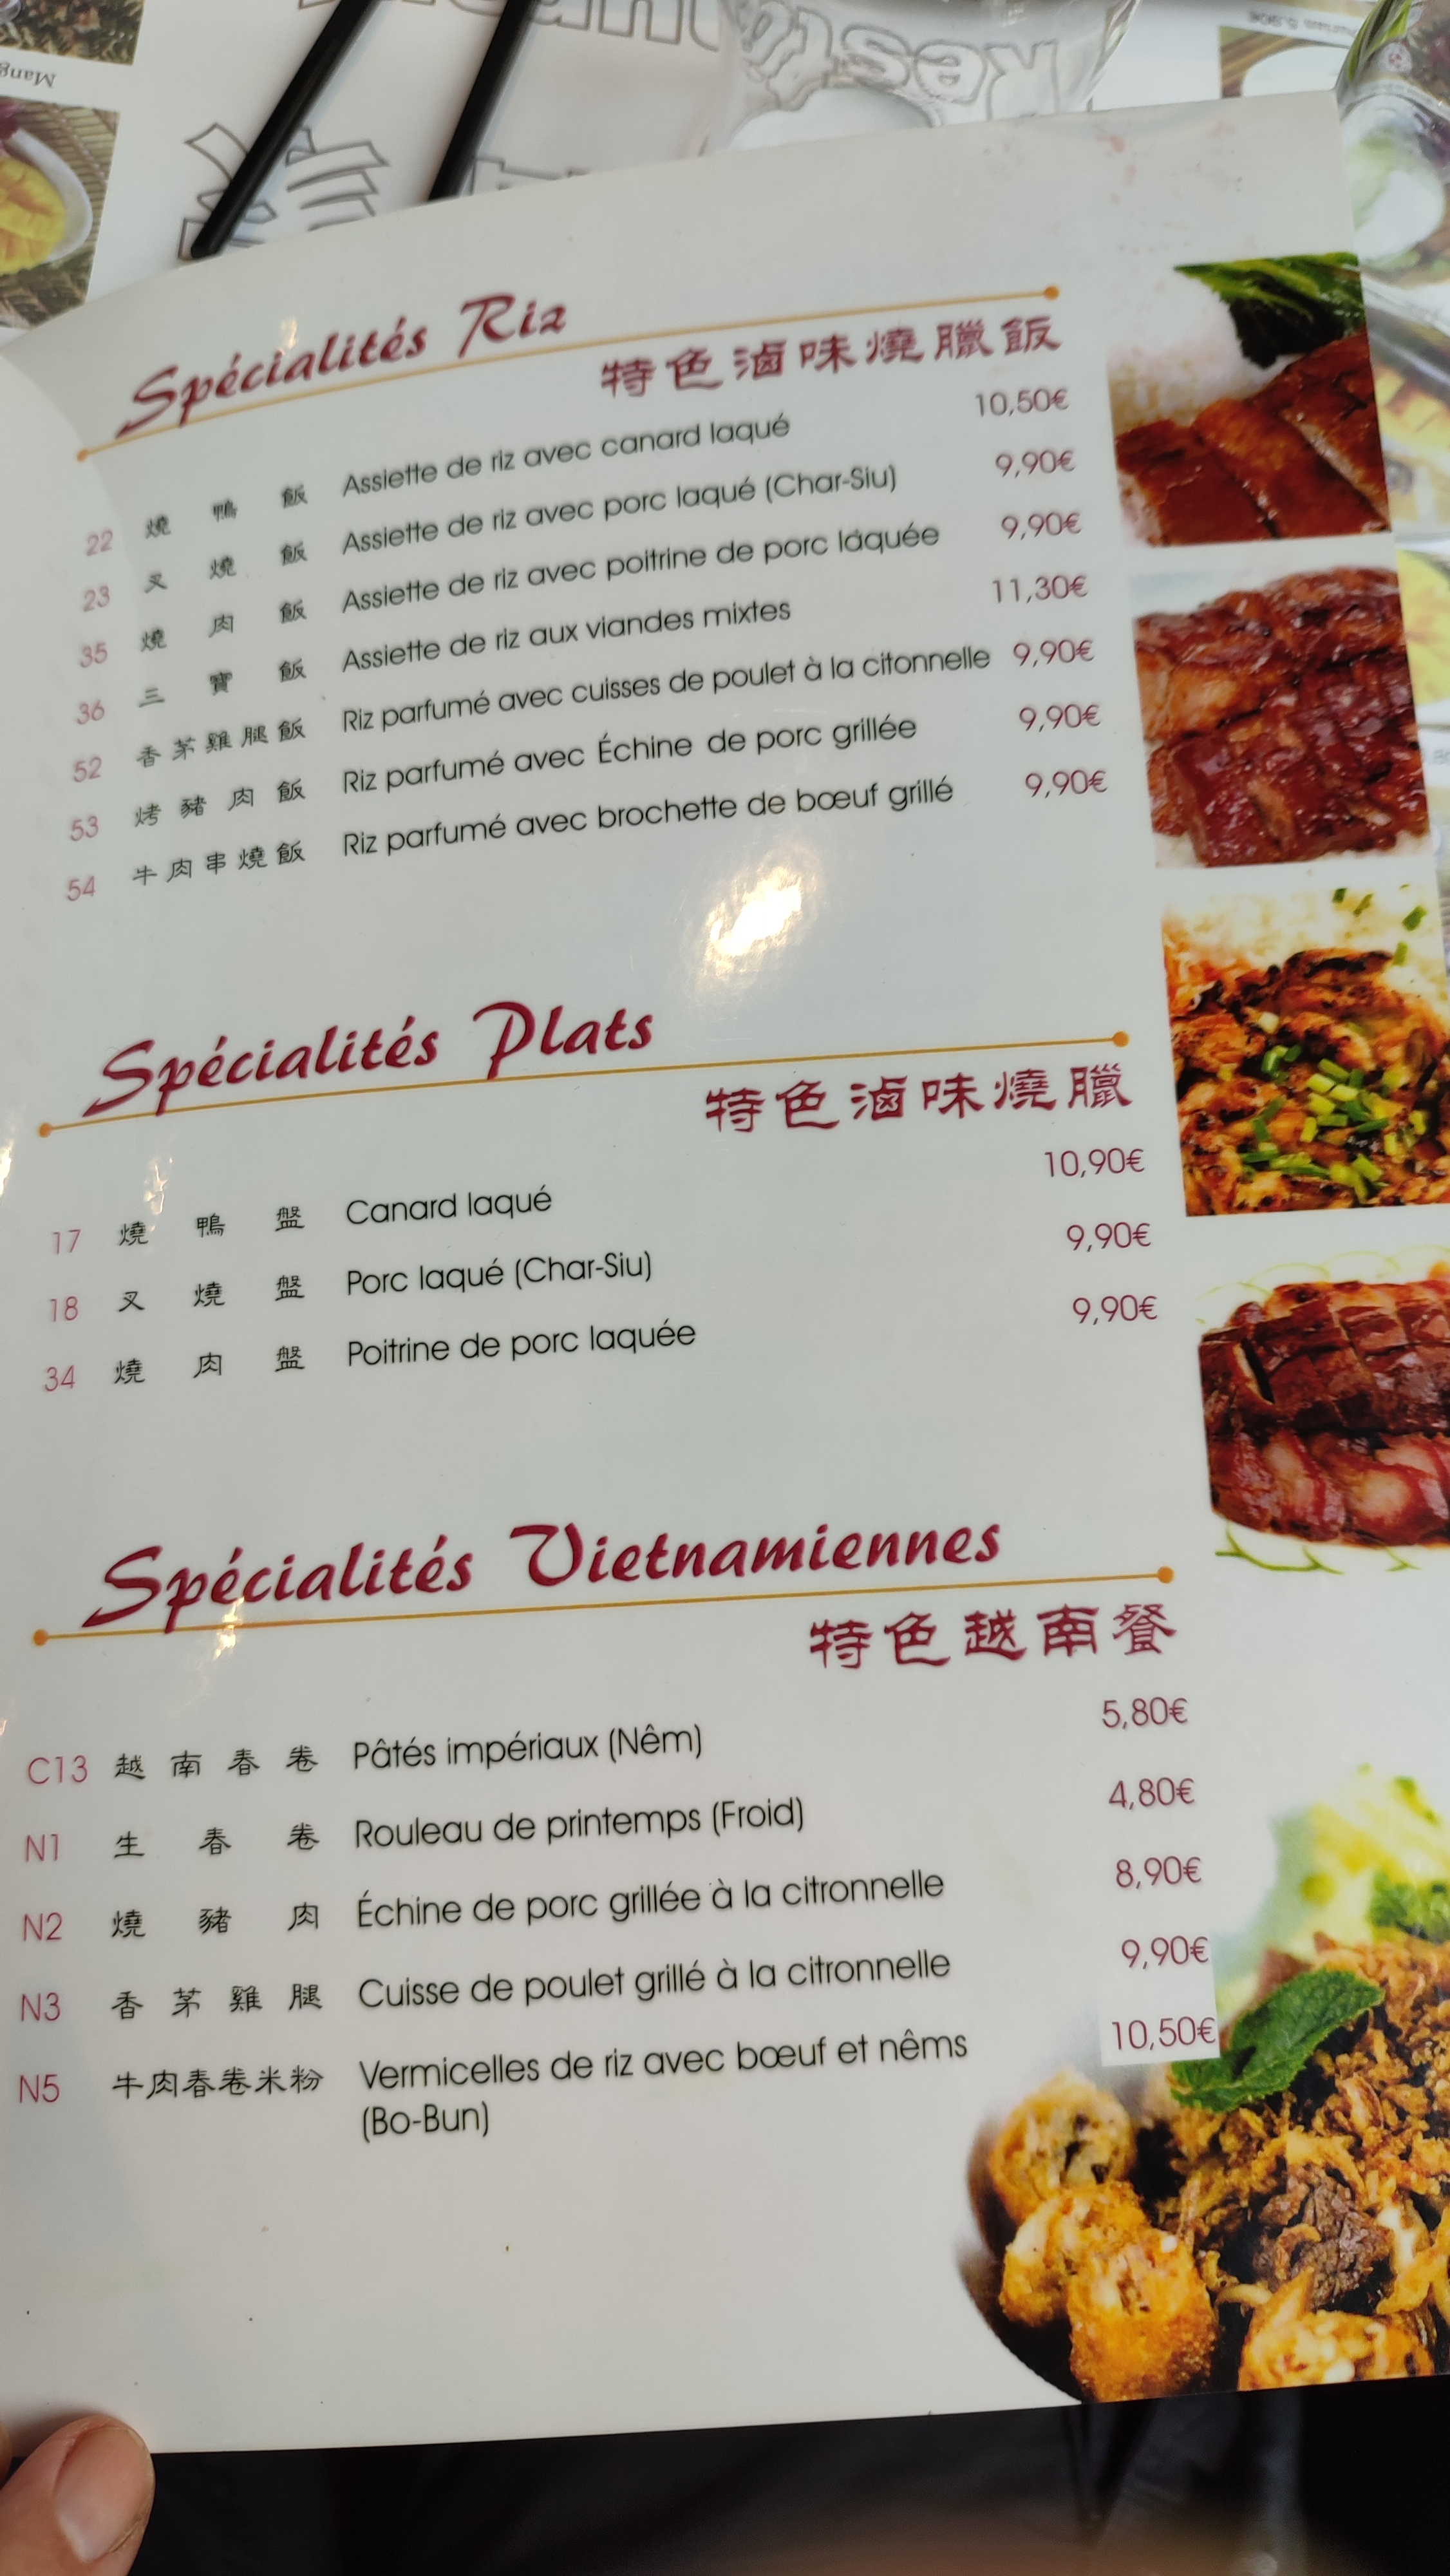 Mang
Resto
Spécialités Riz
特色滷味燒臘飯
22 燒鴨飯 Assiette de riz avec canard laqué 10,50€
23 叉燒飯 Assiette de riz avec porc laqué (Char-Siu) 9,90€
35 燒肉飯 Assiette de riz avec poitrine de porc laquée 9,90€
36 三寶飯 Assiette de riz aux viandes mixtes 11,30€
52 香茅雞腿飯 Riz parfumé avec cuisses de poulet à la citonnelle 9,90€
53 烤豬肉飯 Riz parfumé avec Échine de porc grillée 9,90€
54 牛肉串燒飯 Riz parfumé avec brochette de bœuf grillé 9,90€
Spécialités Plats
特色滷味燒臘
17 燒鴨盤 Canard laqué 10,90€
18 叉燒盤 Porc laqué (Char-Siu) 9,90€
34 燒肉盤 Poitrine de porc laquée 9,90€
Spécialités Vietnamiennes
特色越南餐
C13 越南春卷 Pâtés impériaux (Nêm) 5,80€
N1 生春卷 Rouleau de printemps (Froid) 4,80€
N2 燒豬肉 Échine de porc grillée à la citronnelle 8,90€
N3 香茅雞腿 Cuisse de poulet grillé à la citronnelle 9,90€
N5 牛肉春卷米粉 Vermicelles de riz avec bœuf et nêms 10,50€
(Bo-Bun)